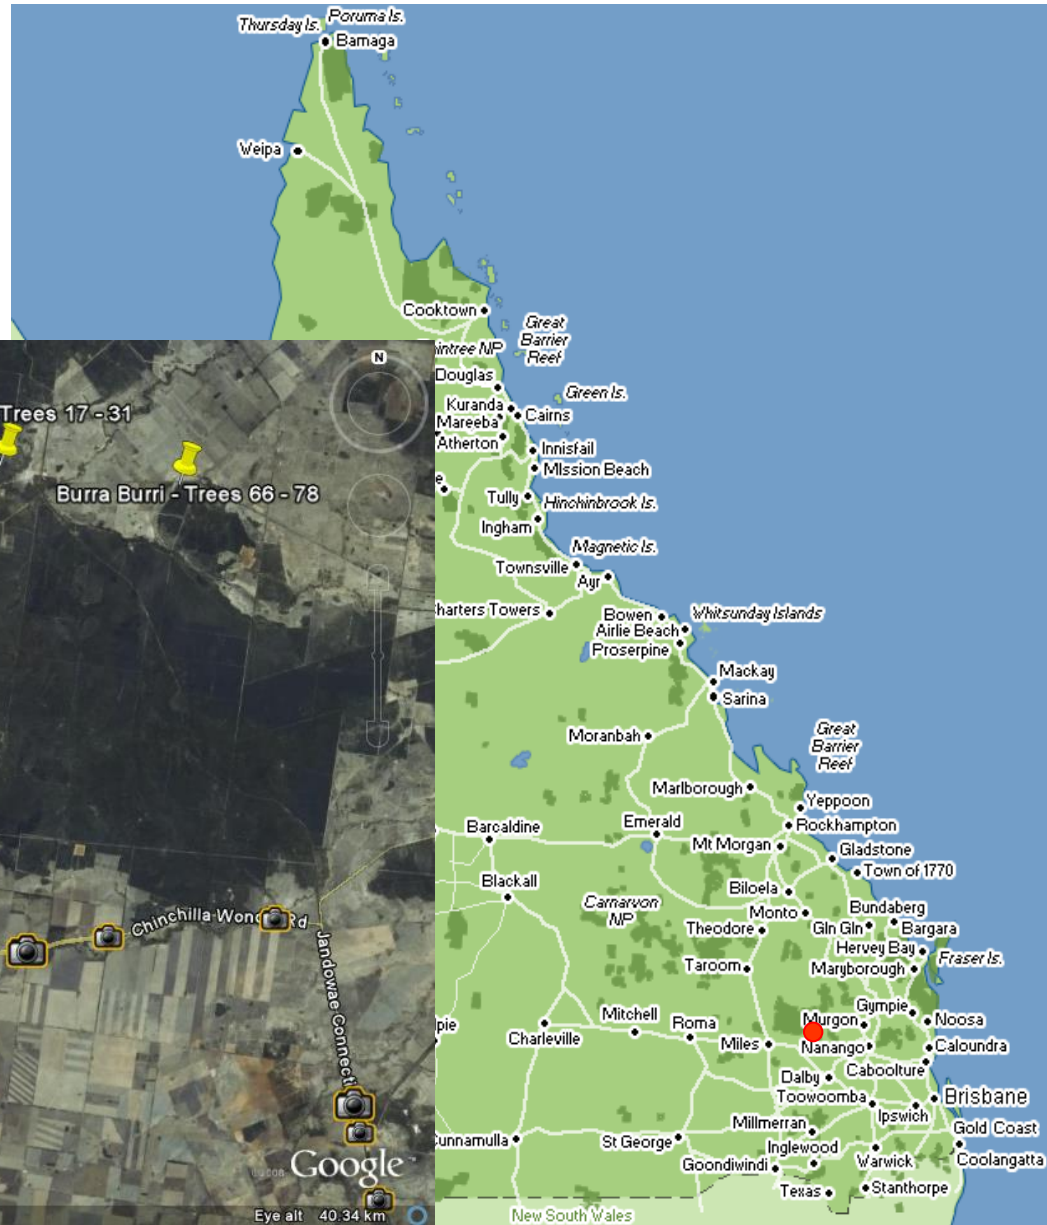 Poruma Is.
Thursday Is.
Bamaga
Weipa
Cooktown
Great
Barrier
Reef
intree NP
Douglas
Green Is.
Kuranda
Cairns
Mareeba
Atherton
Innisfail
MIssion Beach
e
Tully
Hinchinbrook Is.
Ingham
Magnetic Is.
Townsville
Ayr
harters Towers
Bowen
Whitsunday Islands
Airlie Beach
Proserpine
Mackay
Sarina
Moranbah
Great
Barrier
Reef
Marlborough
Yeppoon
Barcaldine
Emerald
Rockhampton
Mt Morgan
Gladstone
Town of 1770
Blackall
Biloela
Carnarvon
NP
Monto
Bundaberg
Theodore
GIn GIn
Bargara
Hervey Bay
Fraser Is.
Taroom
Maryborough
Gympie
Mitchell
Murgon
Noosa
lpie
Roma
Charleville
Miles
Nanango
Caloundra
Caboolture
Dalby
Toowoomba
Brisbane
Ipswich
Millmerran
Gold Coast
unnamulla
St George
Inglewood
Goondiwindi
Warwick
Coolangatta
Texas
Stanthorpe
New South Wales
N
Trees 17 - 31
Burra Burri - Trees 66 - 78
Chinchilla Won Rd
Jandowae Connecti
Google
Eye alt 40.34 km